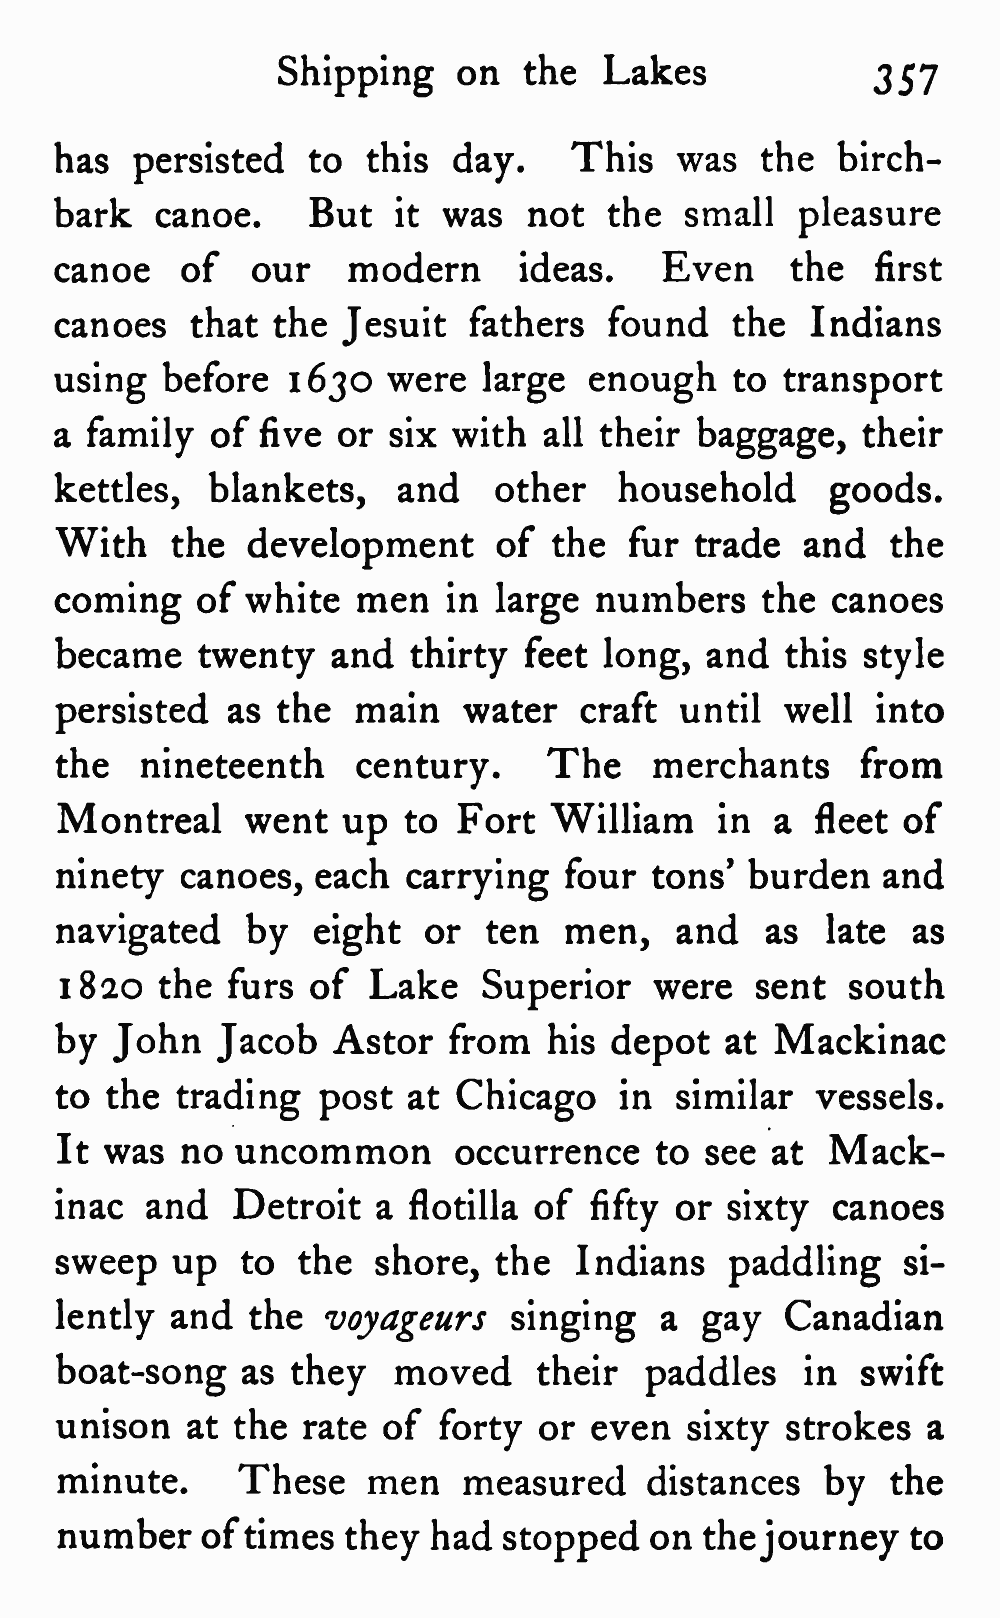 Shipping on the Lakes 357
has persisted to this day. This was the birch-
bark canoe. But it was not the small pleasure
canoe of our modern ideas. Even the first
canoes that the Jesuit fathers found the Indians
using before 1630 were large enough to transport
a family of five or six with all their baggage, their
kettles, blankets, and other household goods.
With the development of the fur trade and the
coming of white men in large numbers the canoes
became twenty and thirty feet long, and this style
persisted as the main water craft until well into
the nineteenth century. The merchants from
Montreal went up to Fort William in a fleet of
ninety canoes, each carrying four tons’ burden and
navigated by eight or ten men, and as late as
1820 the furs of Lake Superior were sent south
by John Jacob Astor from his depot at Mackinac
to the trading post at Chicago in similar vessels.
It was no uncommon occurrence to see at Mack-
inac and Detroit a flotilla of fifty or sixty canoes
sweep up to the shore, the Indians paddling si-
lently and the voyageurs singing a gay Canadian
boat-song as they moved their paddles in swift
unison at the rate of forty or even sixty strokes a
minute. These men measured distances by the
number of times they had stopped on the journey to